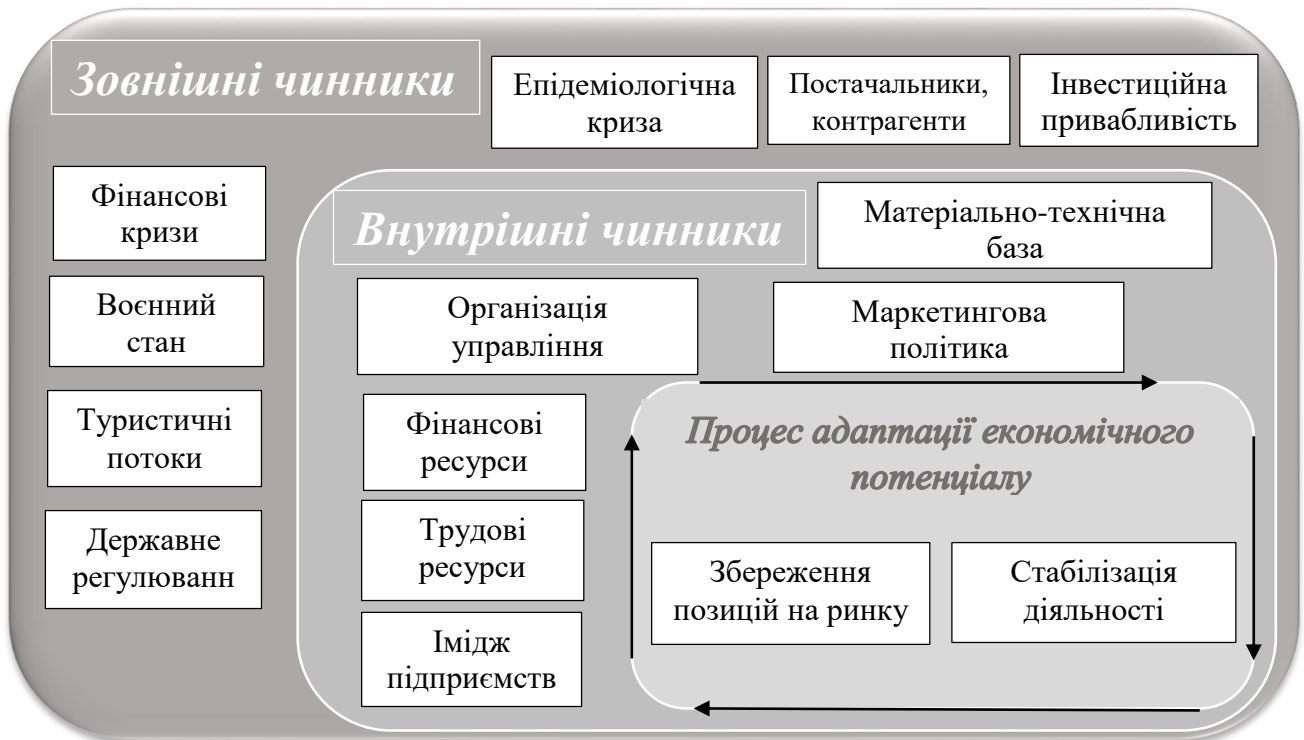 Зовнішні чинники
Епідеміологічна
криза
Постачальники,
контрагенти
Інвестиційна
привабливість
Фінансові
кризи
Воєнний
стан
Туристичні
потоки
Державне
регулюванн
Внутрішні чинники
Матеріально-технічна
база
Організація
управління
Маркетингова
політика
Фінансові
ресурси
Трудові
ресурси
Імідж
підприємств
Процес адаптації економічного
потенціалу
Збереження
позицій на ринку
Стабілізація
діяльності